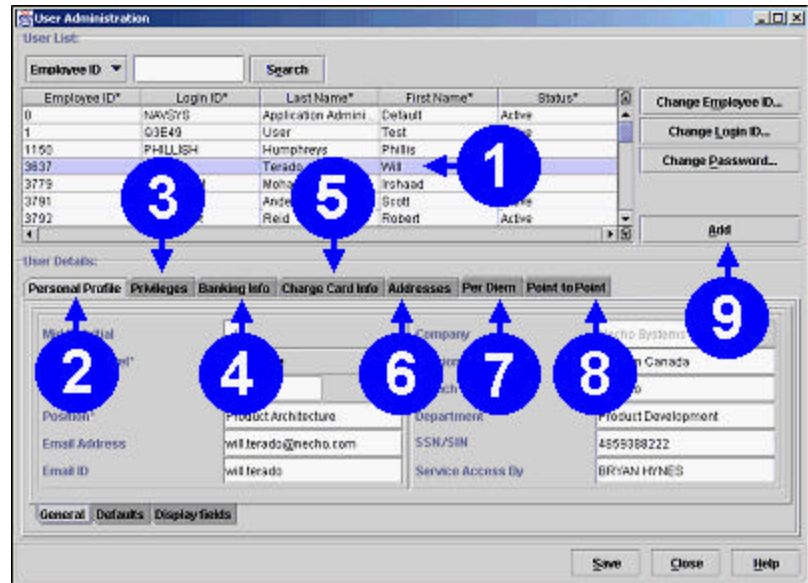 User Administration
User List:
Employee ID Search
Employee ID* Login ID* Last Name* First Name* Status*
0 NAVSYS Application Admini.. Default Active
1 Q3E49 User Test
1150 PHILLISH Humphreys Phillis
3637 Terado Will
3779 Irshaad
3791 Scott
3792 Reid Robert Active
Change Employee ID...
Change Login ID...
Change Password...
Add
1
3
5
User Details:
Personal Profile Privileges Banking Info Charge Card Info Addresses Per Diem Point to Point
2
4
6
7
8
9
Company Necho Systems
Canada
Position* Product Architecture Department Product Development
Email Address will.terado@necho.com SSN/SIN 4859388222
Email ID will.terado Service Access By BRYAN HYNES
General Defaults Display fields
Save Close Help